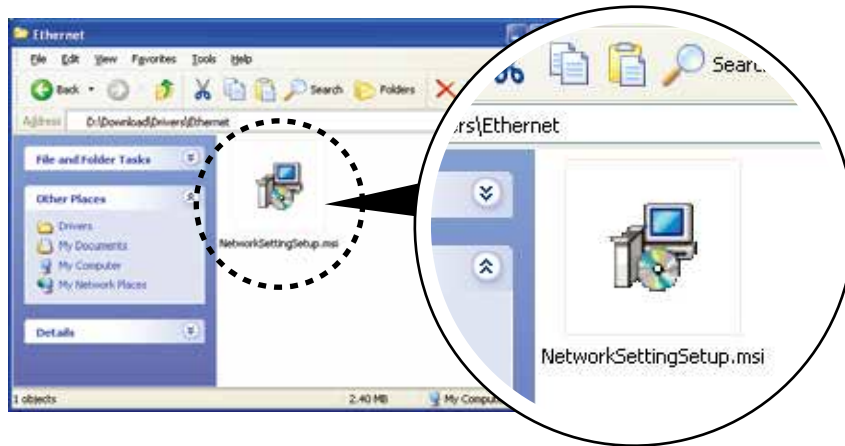 Ethernet
File Edit View Favorites Tools Help
Back Search Folders
Address D:\Download\Drivers\Ethernet
File and Folder Tasks
Other Places
Drivers
My Documents
My Computer
My Network Places
Details
NetworkSettingSetup.msi
1 objects 2.40 MB My Comput
Sear
rs\Ethernet
NetworkSettingSetup.msi